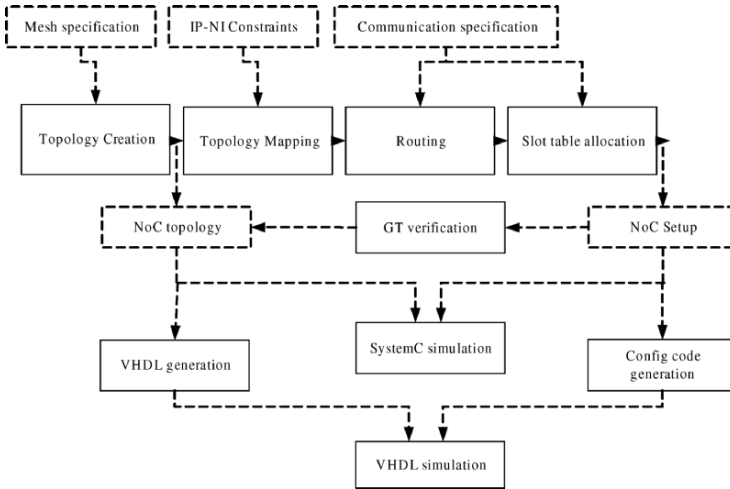 Mesh specification
IP-NI Constraints
Communication specification
Topology Creation
Topology Mapping
Routing
Slot table allocation
NoC topology
GT verification
NoC Setup
VHDL generation
SystemC simulation
Config code
generation
VHDL simulation